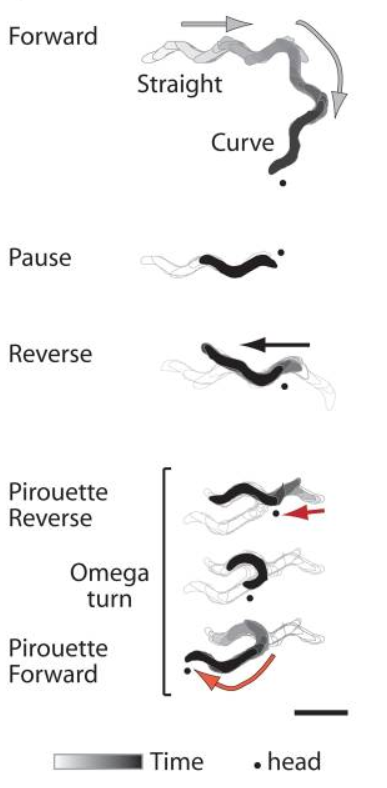 Forward
Straight
Curve
Pause
Reverse
Pirouette
Reverse
Omega
turn
Pirouette
Forward
Time
head